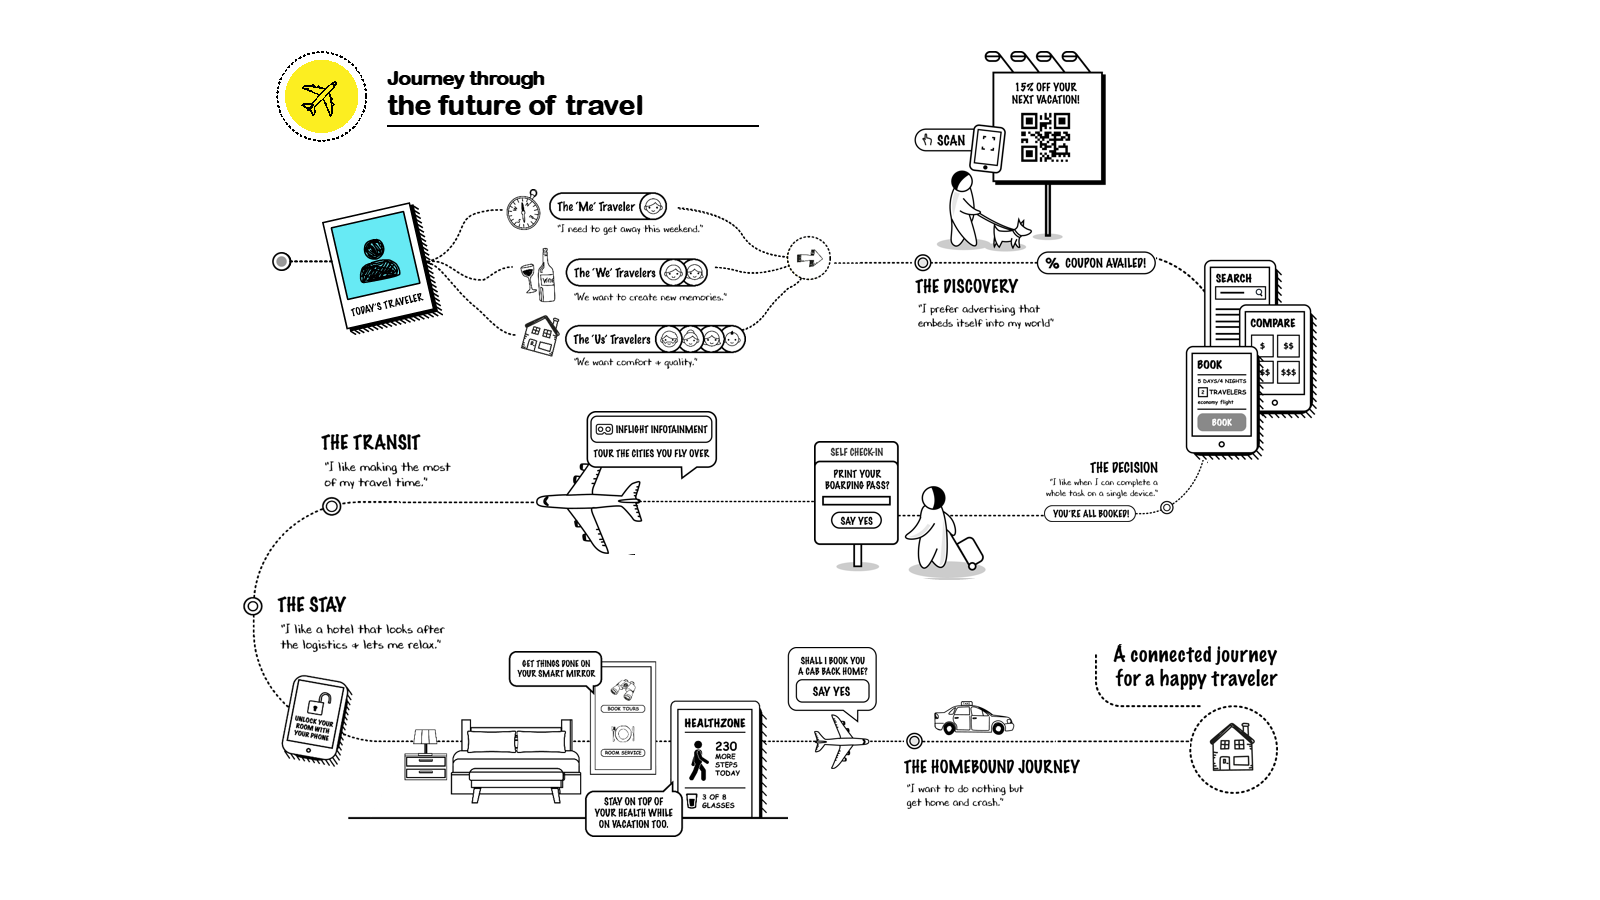 Journey through
the future of travel
15% OFF YOUR
NEXT VACATION!
SCAN
TODAY'S TRAVELER
The 'Me' Traveler
"I need to get away this weekend."
The 'We' Travelers
"We want to create new memories."
The 'Us' Travelers
"We want comfort + quality."
WINE
% COUPON AVAILED!
THE DISCOVERY
"I prefer advertising that
embeds itself into my world"
SEARCH
COMPARE
$
$$
$$
$$$
BOOK
5 DAYS/4 NIGHTS
2 TRAVELERS
economy flight
BOOK
THE DECISION
"I like when I can complete a
whole task on a single device."
YOU'RE ALL BOOKED!
SELF CHECK-IN
PRINT YOUR
BOARDING PASS?
SAY YES
INFLIGHT INFOTAINMENT
TOUR THE CITIES YOU FLY OVER
THE TRANSIT
"I like making the most
of my travel time."
THE STAY
"I like a hotel that looks after
the logistics + lets me relax."
UNLOCK YOUR
ROOM WITH
YOUR PHONE
GET THINGS DONE ON
YOUR SMART MIRROR
BOOK TOURS
ROOM SERVICE
HEALTHZONE
230
MORE
STEPS
TODAY
3 OF 8
GLASSES
STAY ON TOP OF
YOUR HEALTH WHILE
ON VACATION TOO.
SHALL I BOOK YOU
A CAB BACK HOME?
SAY YES
THE HOMEBOUND JOURNEY
"I want to do nothing but
get home and crash."
A connected journey
for a happy traveler